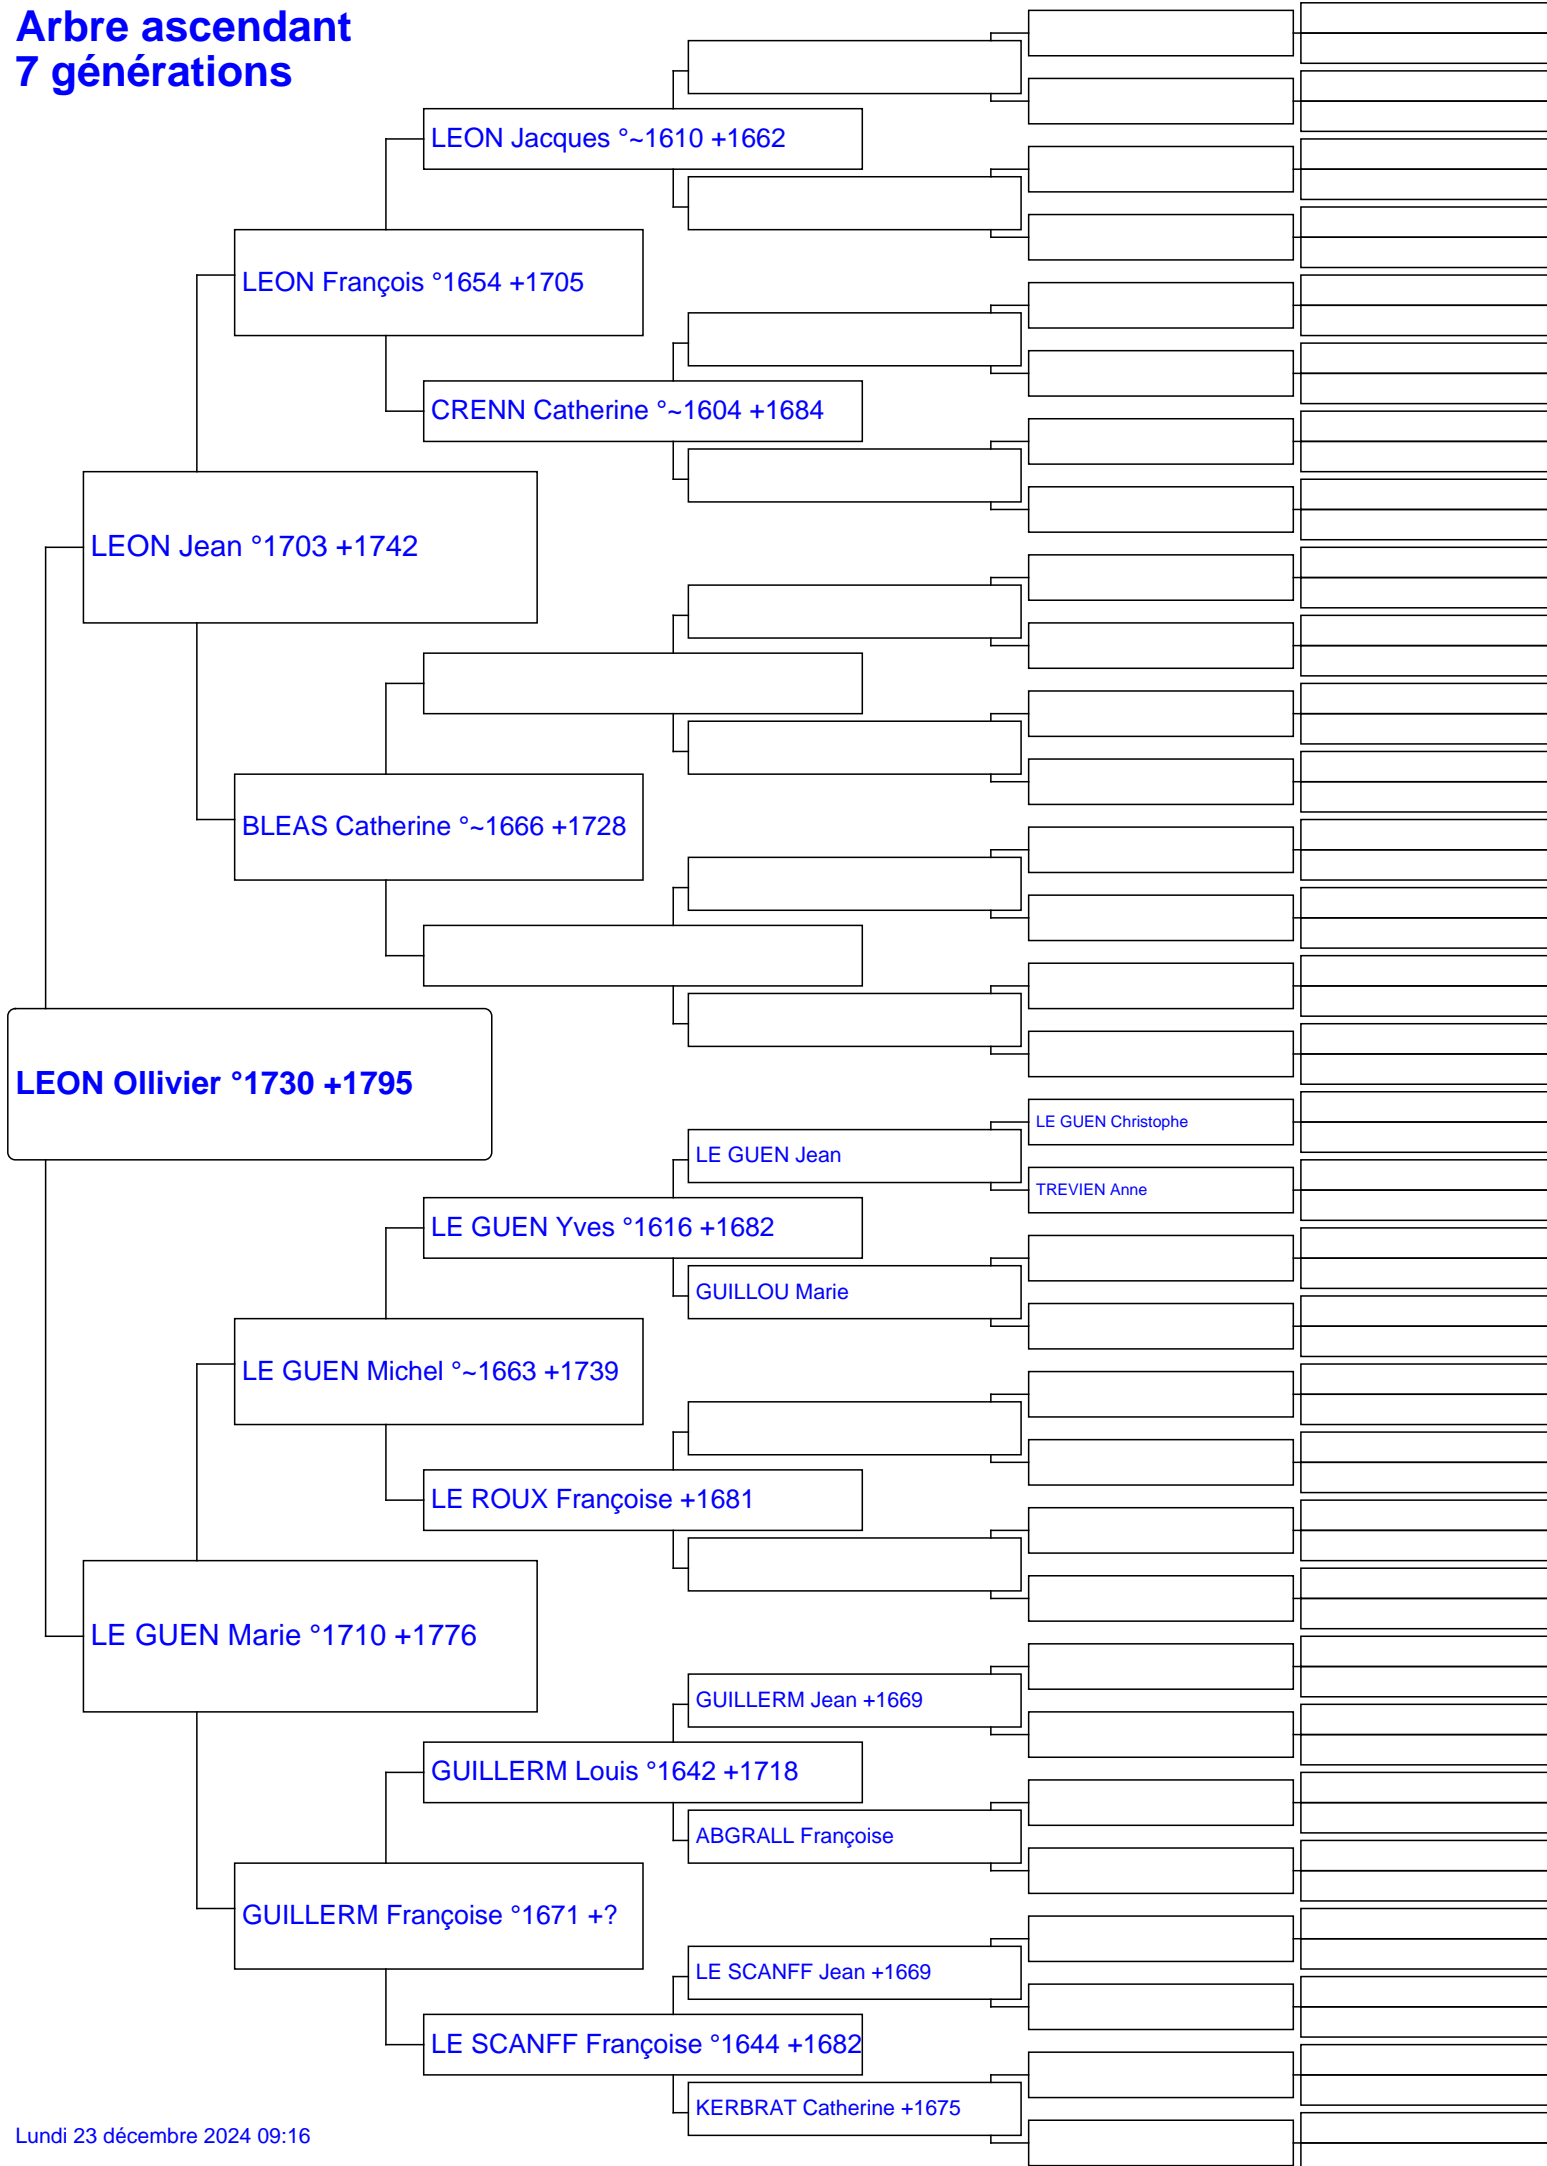 Arbre ascendant
7 générations
LEON Jacques °~1610 +1662
LEON François °1654 +1705
CRENN Catherine °~1604 +1684
LEON Jean °1703 +1742
BLEAS Catherine °~1666 +1728
LEON Ollivier °1730 +1795
LE GUEN Christophe
LE GUEN Jean
TREVIEN Anne
LE GUEN Yves °1616 +1682
GUILLOU Marie
LE GUEN Michel °~1663 +1739
LE ROUX Françoise +1681
LE GUEN Marie °1710 +1776
GUILLERM Jean +1669
GUILLERM Louis °1642 +1718
ABGRALL Françoise
GUILLERM Françoise °1671 +?
LE SCANFF Jean +1669
LE SCANFF Françoise °1644 +1682
KERBRAT Catherine +1675
Lundi 23 décembre 2024 09:16